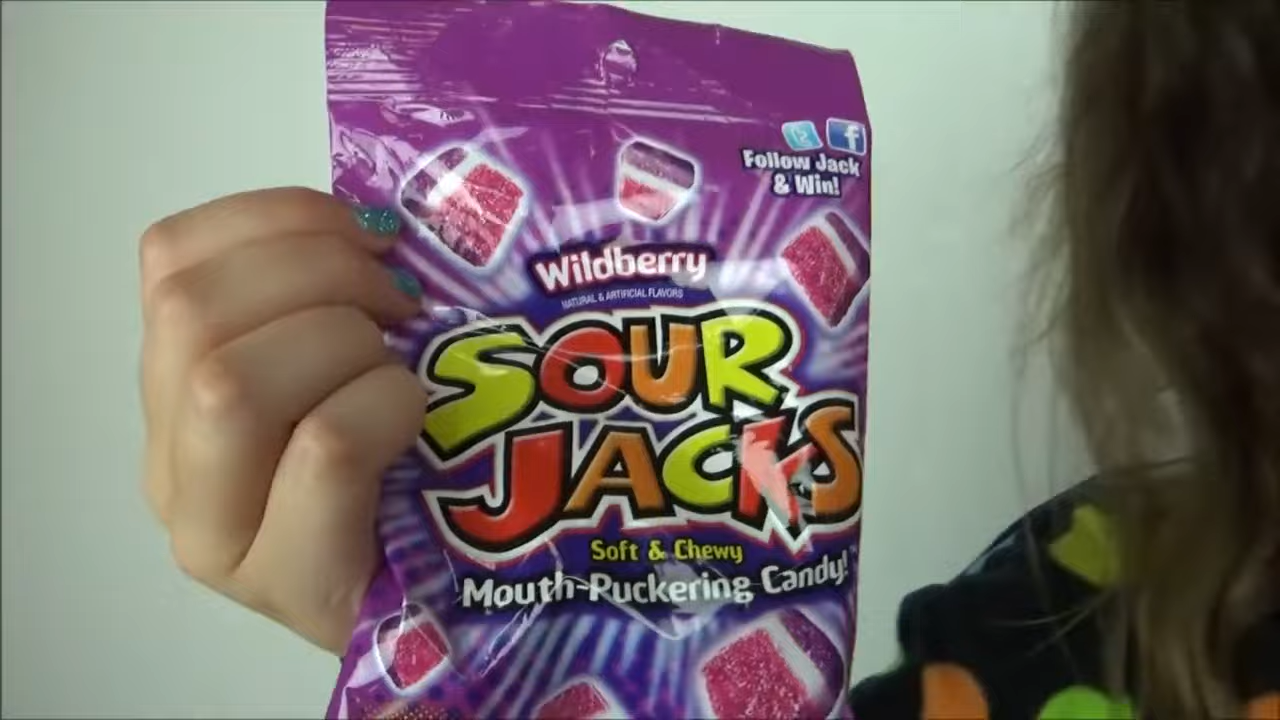 Follow Jack
& Win!
Wildberry
NATURAL & ARTIFICIAL FLAVORS
SOUR
JACKS
Soft & Chewy
Mouth-Puckering Candy!